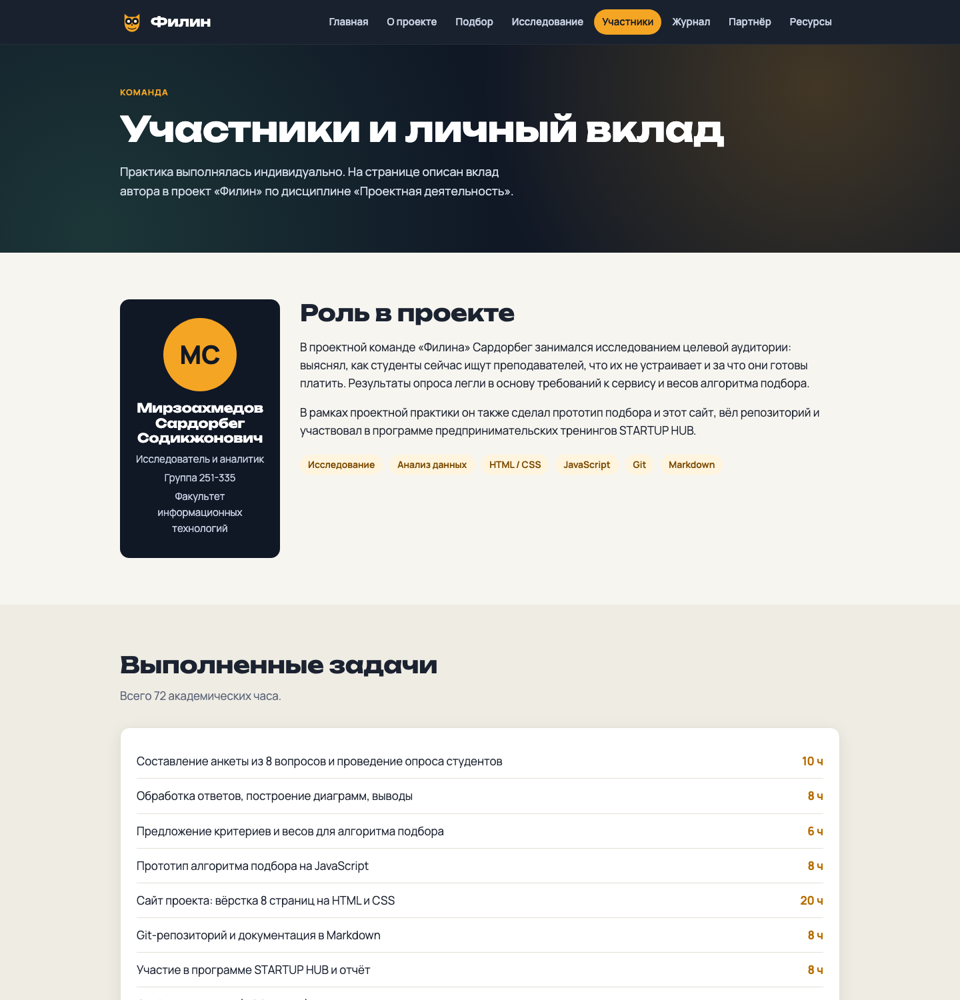 Филин
Главная
О проекте
Подбор
Исследование
Участники
Журнал
Партнёр
Ресурсы
КОМАНДА
Участники и личный вклад
Практика выполнялась индивидуально. На странице описан вклад
автора в проект «Филин» по дисциплине «Проектная деятельность».
МС
Мирзоахмедов
Сардорбег
Содикжонович
Исследователь и аналитик
Группа 251-335
Факультет
информационных
технологий
Роль в проекте
В проектной команде «Филина» Сардорбег занимался исследованием целевой аудитории:
выяснял, как студенты сейчас ищут преподавателей, что их не устраивает и за что они готовы
платить. Результаты опроса легли в основу требований к сервису и весов алгоритма подбора.
В рамках проектной практики он также сделал прототип подбора и этот сайт, вёл репозиторий и
участвовал в программе предпринимательских тренингов STARTUP HUB.
Исследование
Анализ данных
HTML / CSS
JavaScript
Git
Markdown
Выполненные задачи
Всего 72 академических часа.
Составление анкеты из 8 вопросов и проведение опроса студентов 10 ч
Обработка ответов, построение диаграмм, выводы 8 ч
Предложение критериев и весов для алгоритма подбора 6 ч
Прототип алгоритма подбора на JavaScript 8 ч
Сайт проекта: вёрстка 8 страниц на HTML и CSS 20 ч
Git-репозиторий и документация в Markdown 8 ч
Участие в программе STARTUP HUB и отчёт 8 ч